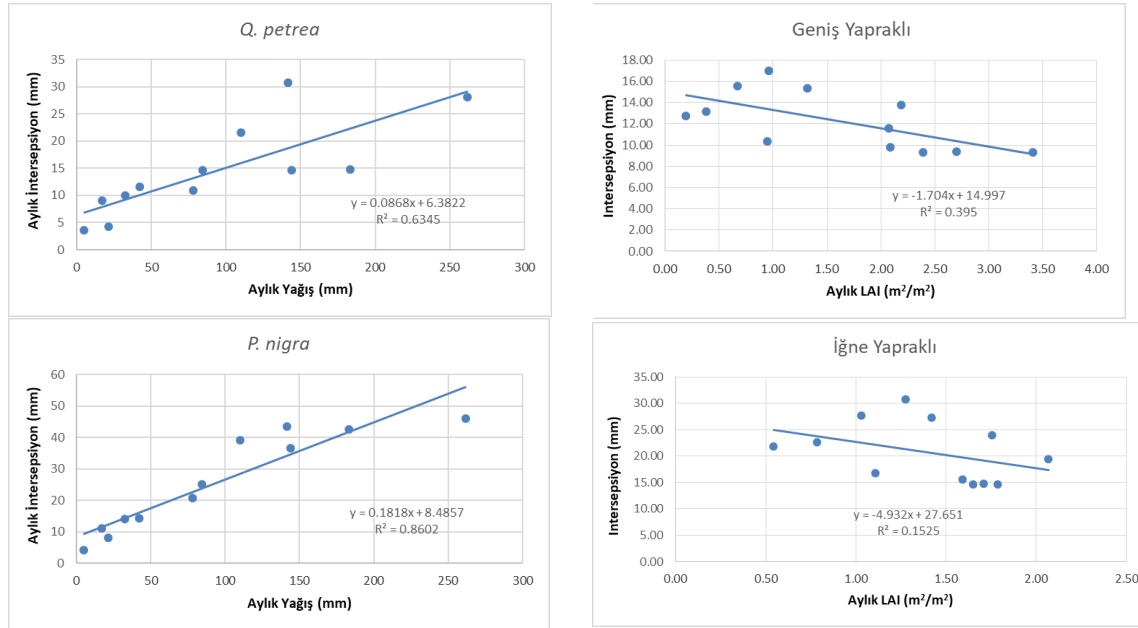 Q. petrea
Aylık İntersepsiyon (mm)
35
30
25
20
15
10
5
0
y = 0.0868x + 6.3822
R² = 0.6345
0 50 100 150 200 250 300
Aylık Yağış (mm)
Geniş Yapraklı
Intersepsiyon (mm)
18.00
16.00
14.00
12.00
10.00
8.00
6.00
4.00
2.00
0.00
y = -1.704x + 14.997
R² = 0.395
0.00 0.50 1.00 1.50 2.00 2.50 3.00 3.50 4.00
Aylık LAI (m²/m²)
P. nigra
Aylık İntersepsiyon (mm)
60
50
40
30
20
10
0
y = 0.1818x + 8.4857
R² = 0.8602
0 50 100 150 200 250 300
Aylık Yağış (mm)
İğne Yapraklı
Intersepsiyon (mm)
35.00
30.00
25.00
20.00
15.00
10.00
5.00
0.00
y = -4.932x + 27.651
R² = 0.1525
0.00 0.50 1.00 1.50 2.00 2.50
Aylık LAI (m²/m²)